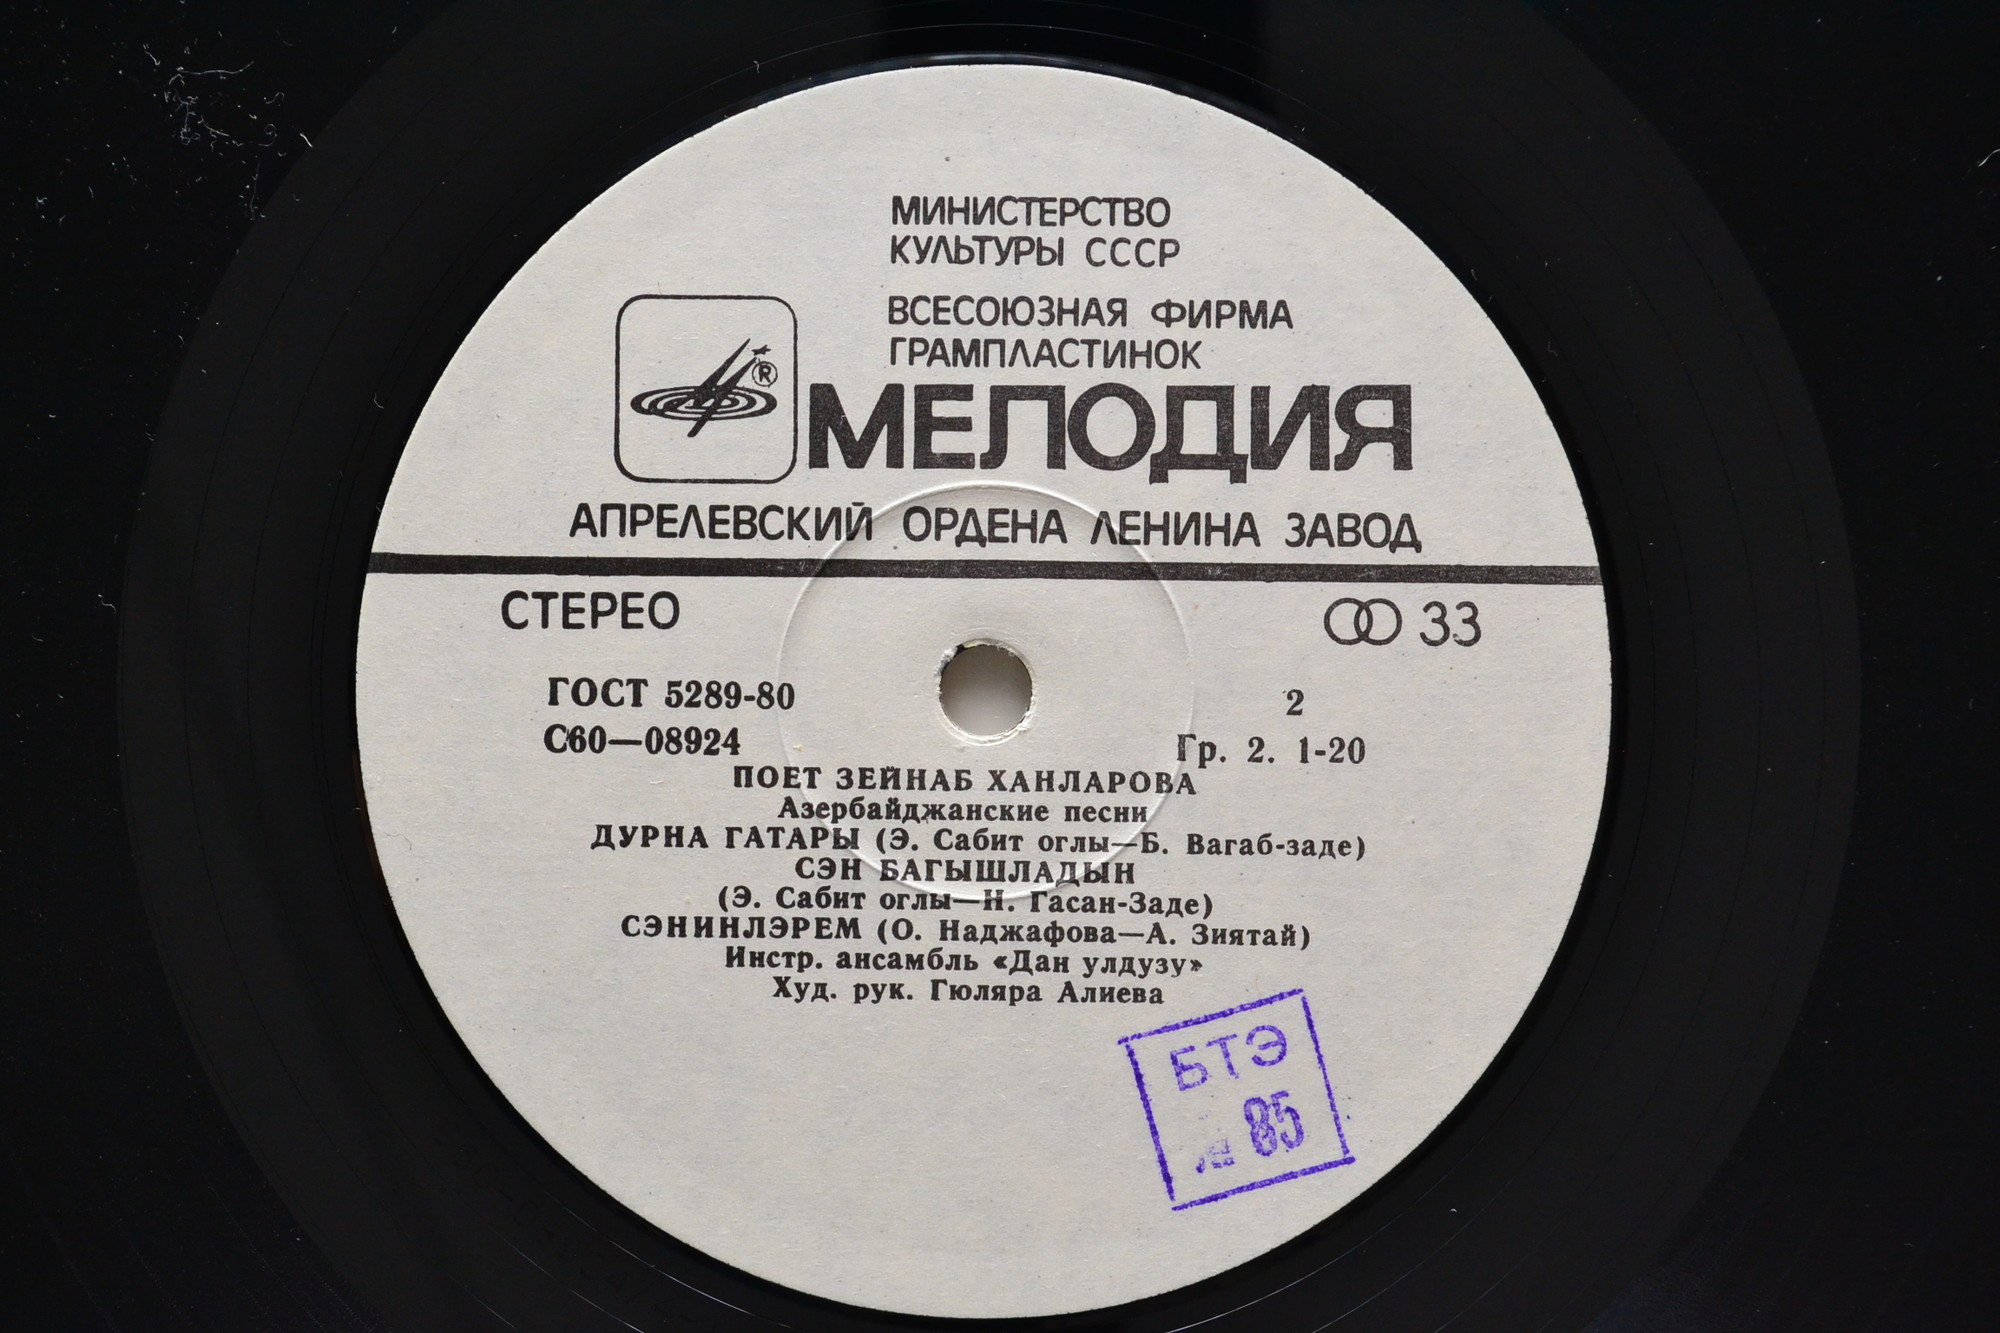 МИНИСТЕРСТВО
КУЛЬТУРЫ СССР
ВСЕСОЮЗНАЯ ФИРМА
ГРАМПЛАСТИНОК
®
МЕЛОДИЯ
АПРЕЛЕВСКИЙ ОРДЕНА ЛЕНИНА ЗАВОД
СТЕРЕО
33
ГОСТ 5289-80
2
С60—08924
Гр. 2. 1-20
ПОЕТ ЗЕЙНАБ ХАНЛАРОВА
Азербайджанские песни
ДУРНА ГАТАРЫ (Э. Сабит оглы—Б. Вагаб-заде)
СЭН БАГЫШЛАДЫН
(Э. Сабит оглы—Н. Гасан-Заде)
СЭНИНЛЭРЕМ (О. Наджафова—А. Зиятай)
Инстр. ансамбль «Дан улдузу»
Худ. рук. Гюляра Алиева
БТЭ
85